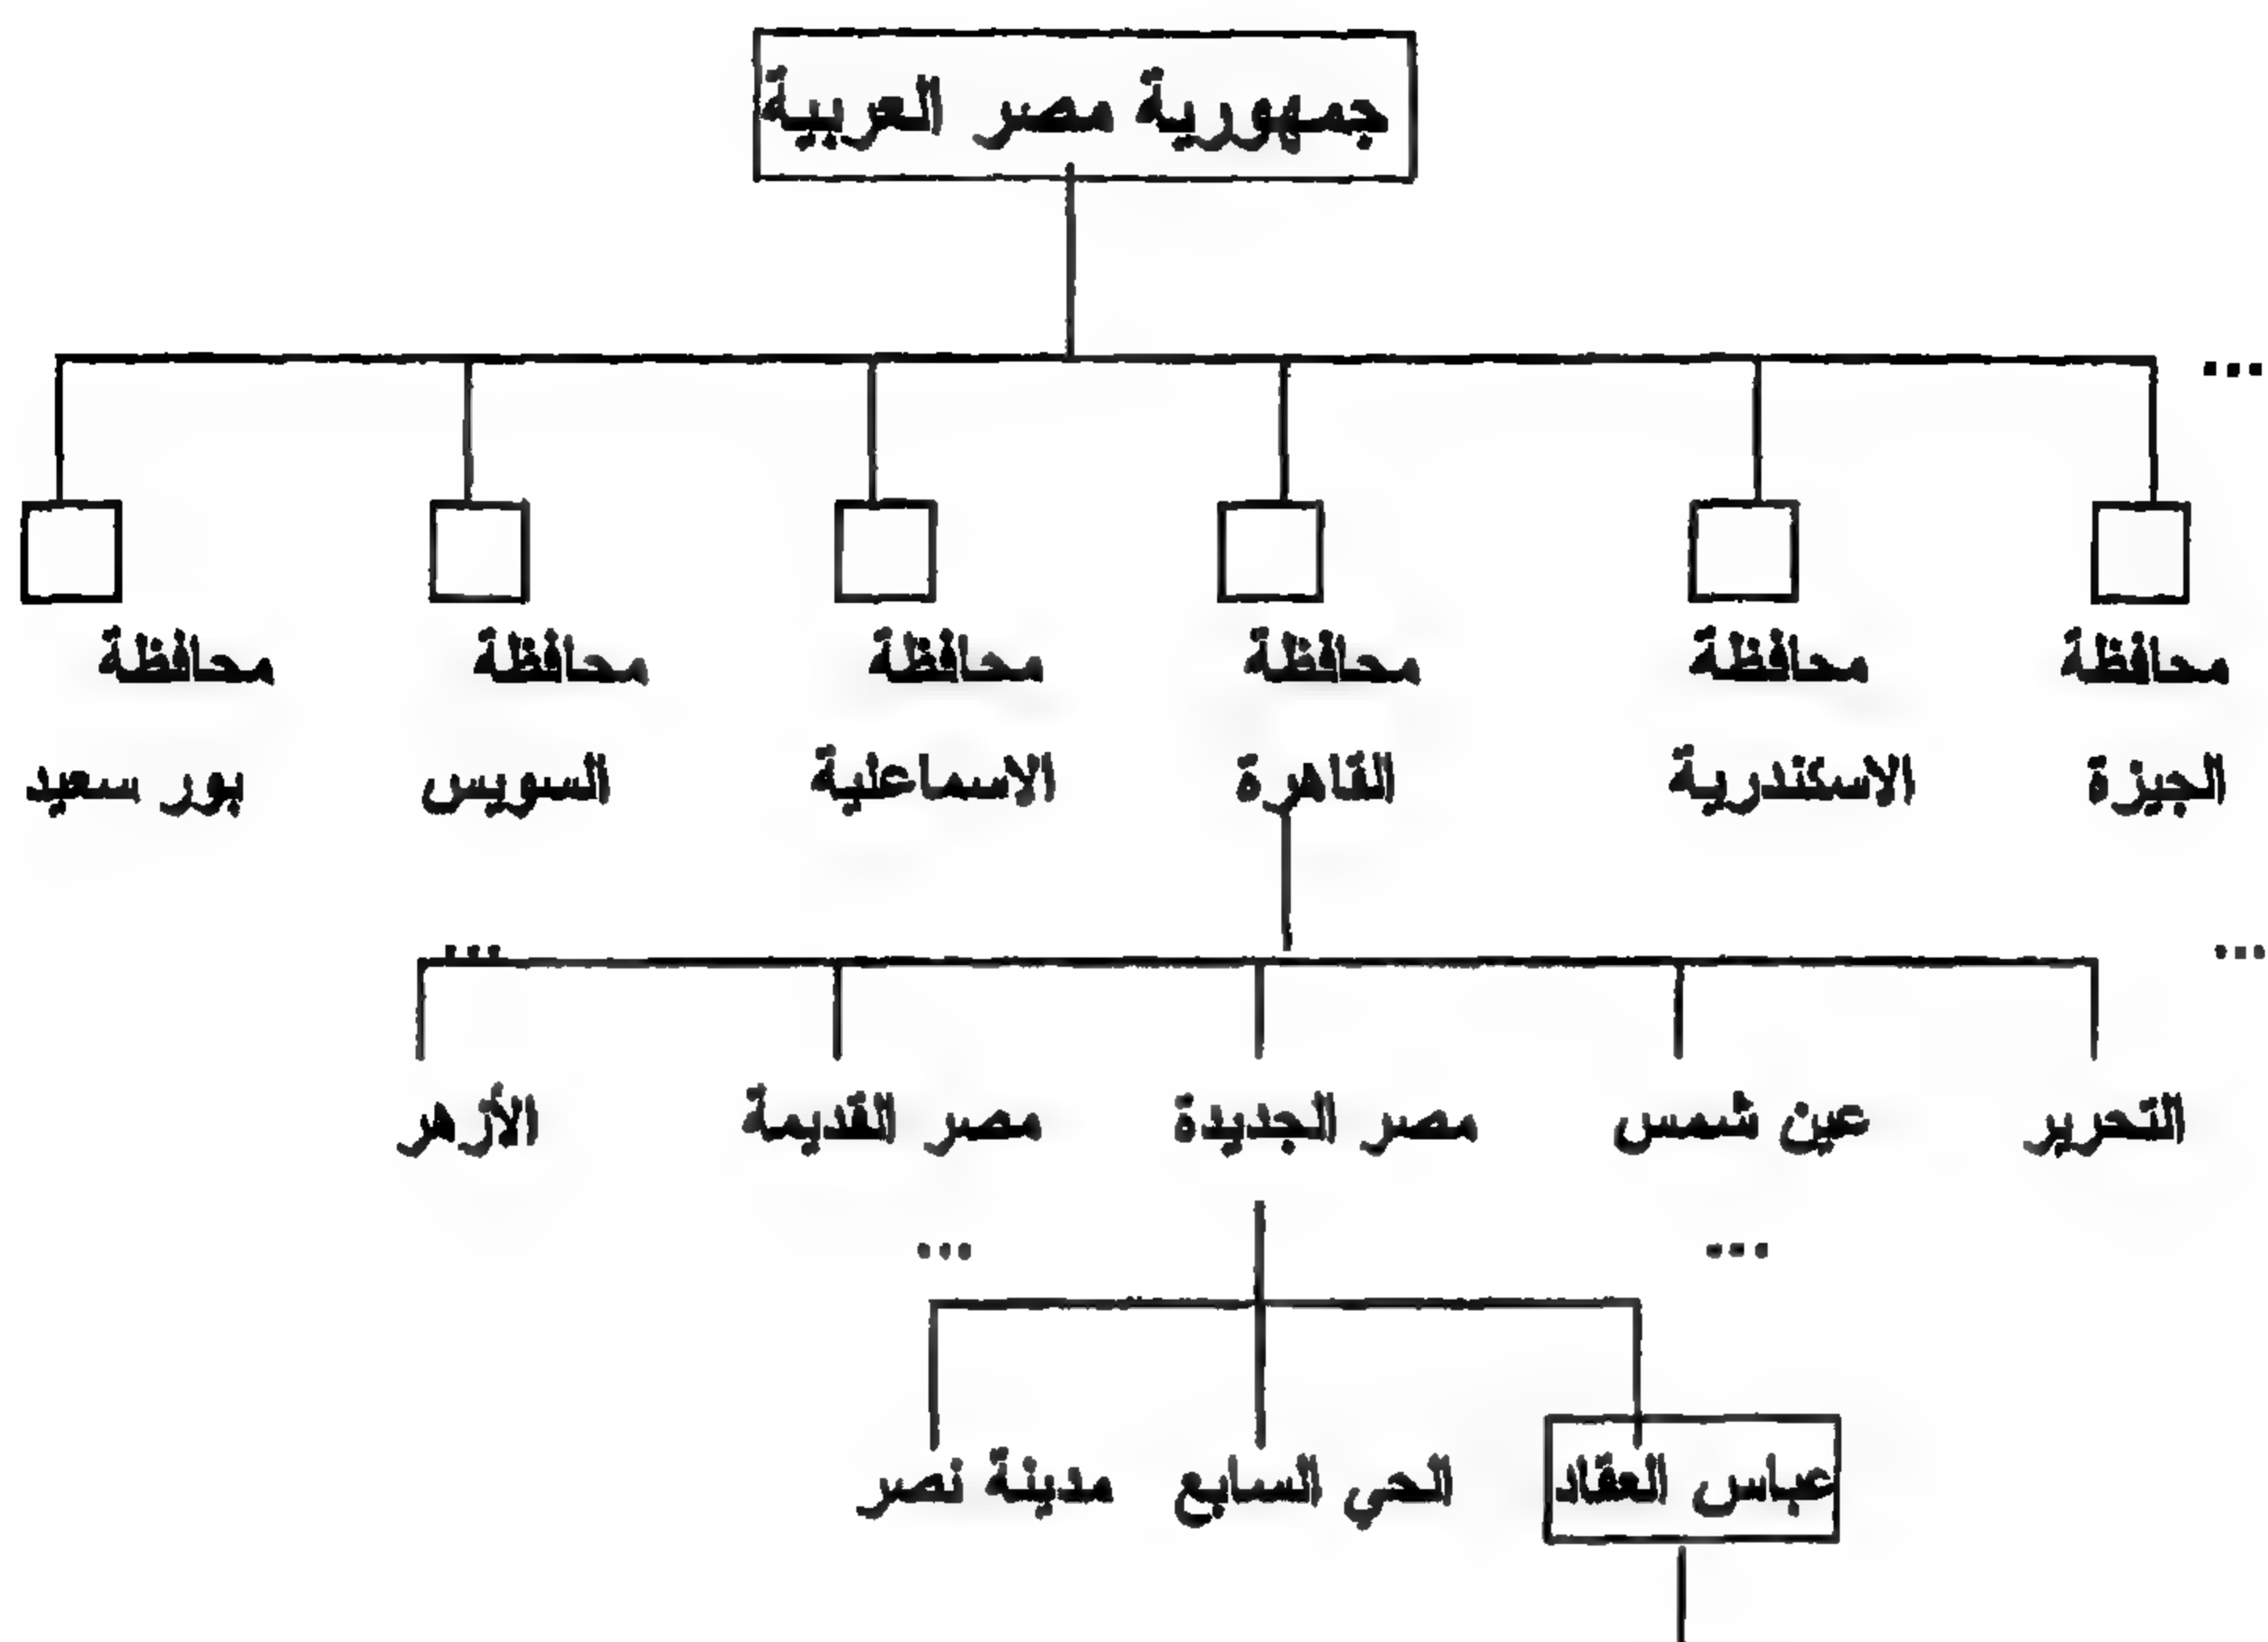 جمهورية مصر العربية
...
محافظة محافظة محافظة محافظة محافظة محافظة
الجيزة الاسكندرية القاهرة الاسماعلية السويس بور سعيد
... ...
التحرير عين شمس مصر الجديدة مصر القديمة الأزهر
... ...
عباس العقاد الحي السابع مدينة نصر